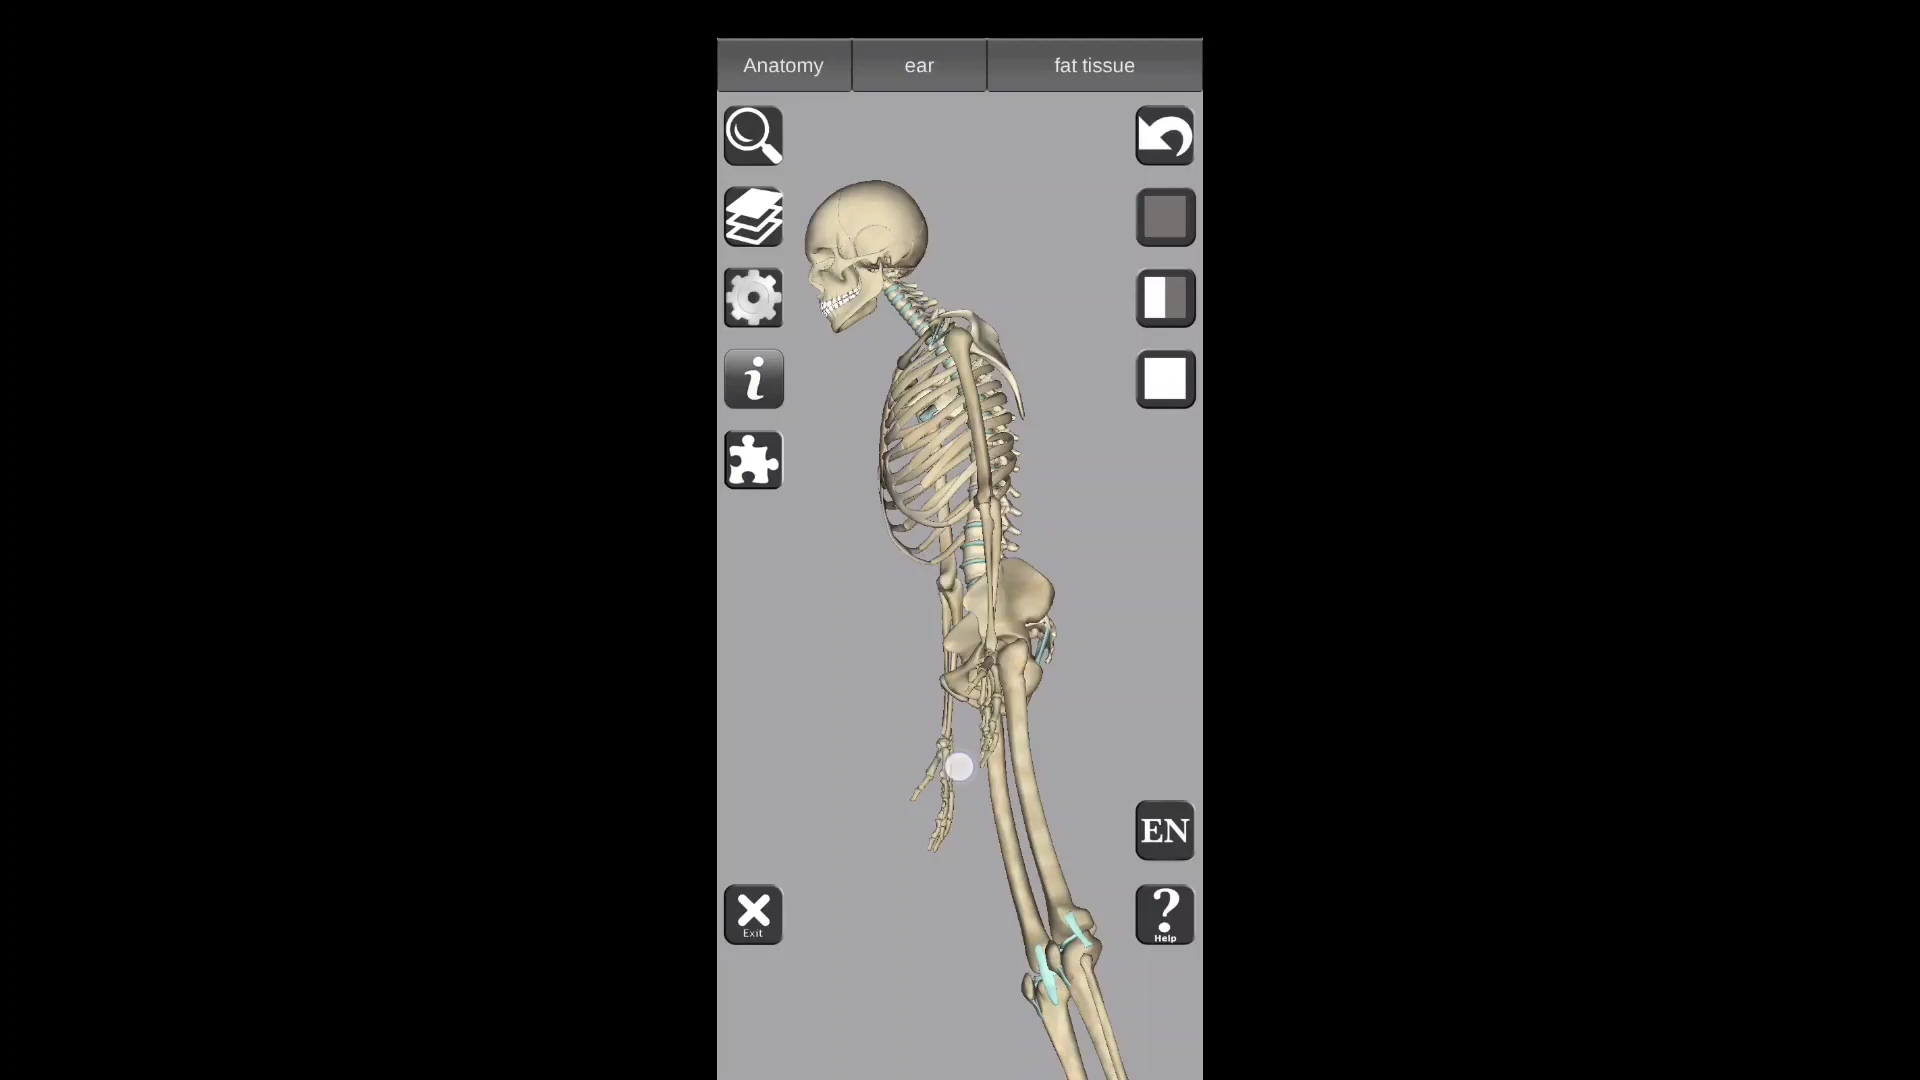 Anatomy
ear
fat tissue
i
EN
Exit
?
Help